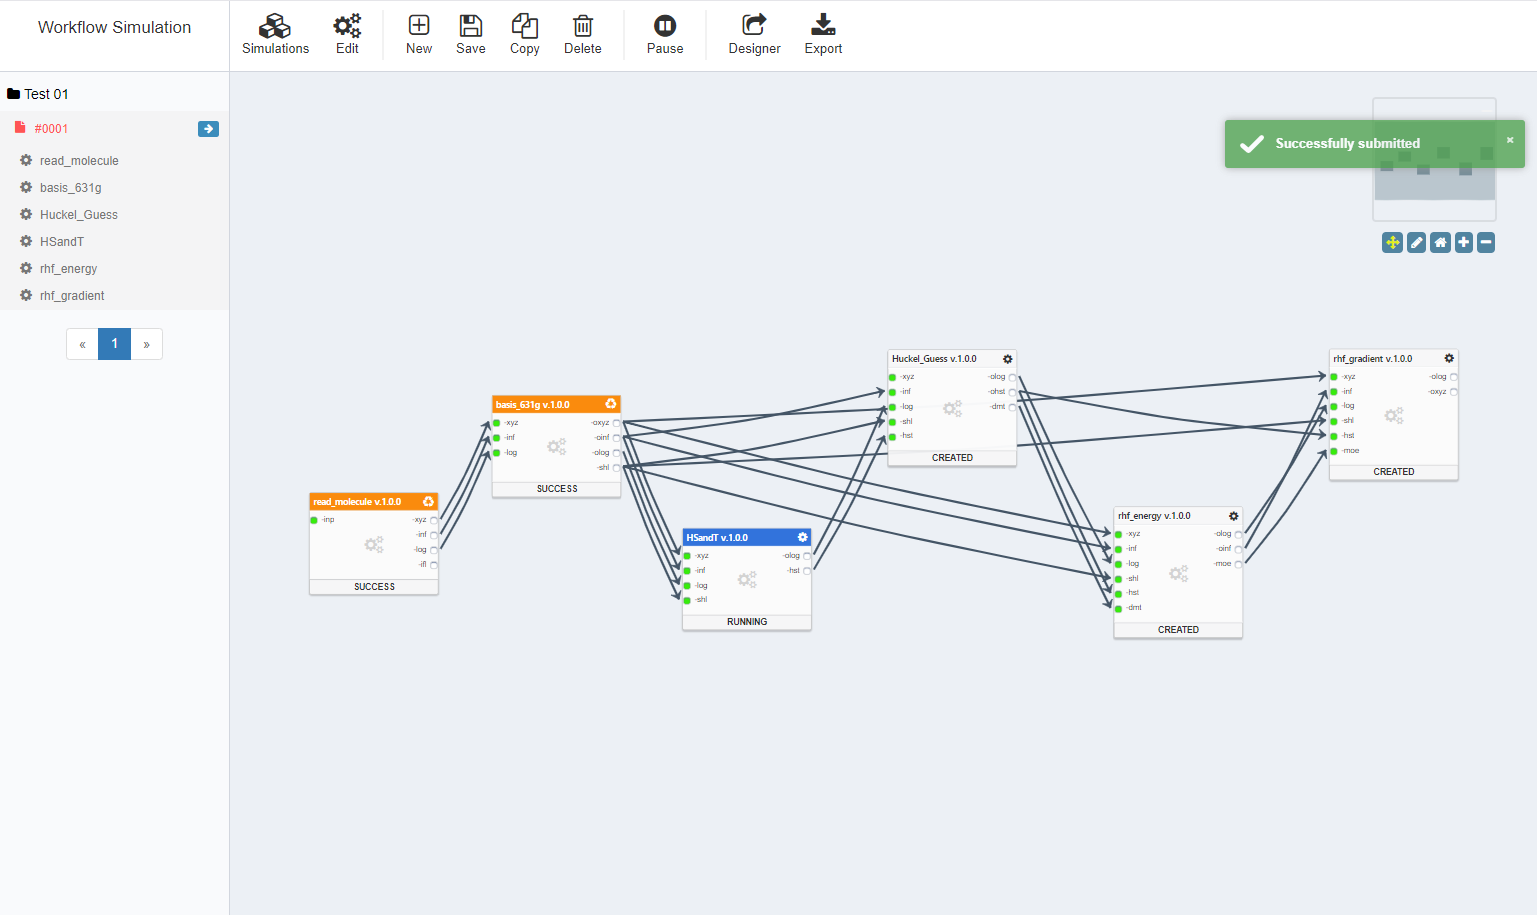 Workflow Simulation
Simulations
Edit
New
Save
Copy
Delete
Pause
Designer
Export
Test 01
#0001
read_molecule
basis_631g
Huckel_Guess
HSandT
rhf_energy
rhf_gradient
« 1 »
Successfully submitted ×
read_molecule v.1.0.0
-inp -xyz
-inf
-log
-ifl
SUCCESS
basis_631g v.1.0.0
-xyz -oxyz
-inf -oinf
-log -olog
-shl
SUCCESS
HSandT v.1.0.0
-xyz -olog
-inf -hst
-log
-shl
RUNNING
Huckel_Guess v.1.0.0
-xyz -olog
-inf -ohst
-log -dmt
-shl
-hst
CREATED
rhf_energy v.1.0.0
-xyz -olog
-inf -oinf
-log -moe
-shl
-hst
-dmt
CREATED
rhf_gradient v.1.0.0
-xyz -olog
-inf -oxyz
-log
-shl
-hst
-moe
CREATED